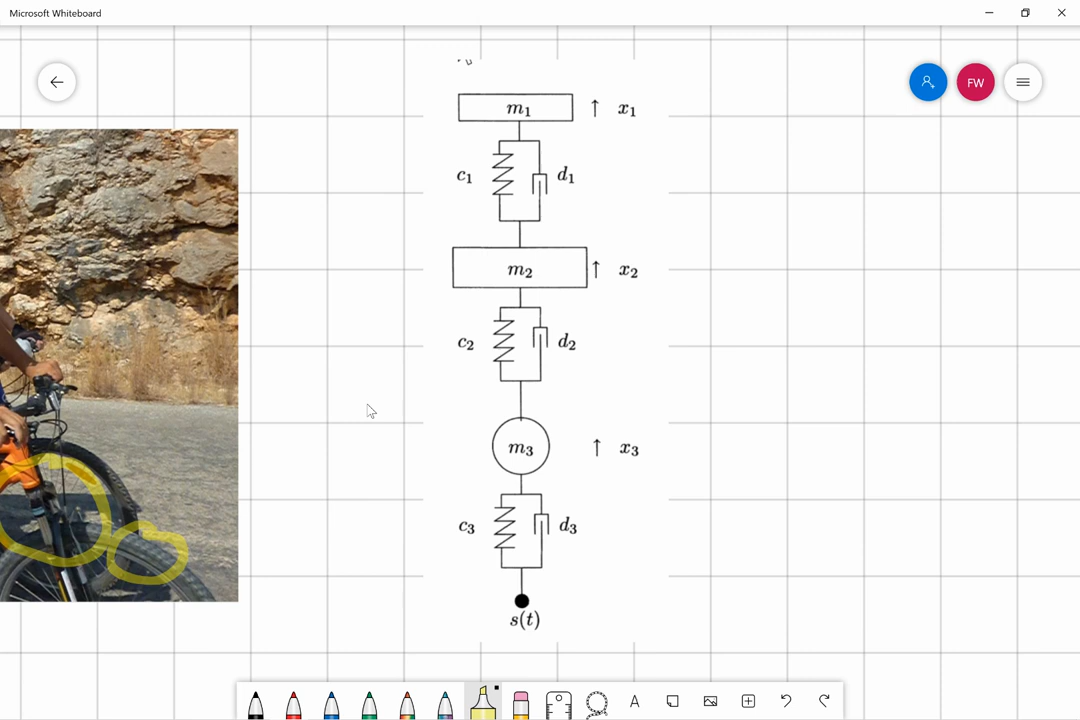 Microsoft Whiteboard
FW
m₁ ↑ x₁
c₁ d₁
m₂ ↑ x₂
c₂ d₂
m₃ ↑ x₃
c₃ d₃
s(t)
A